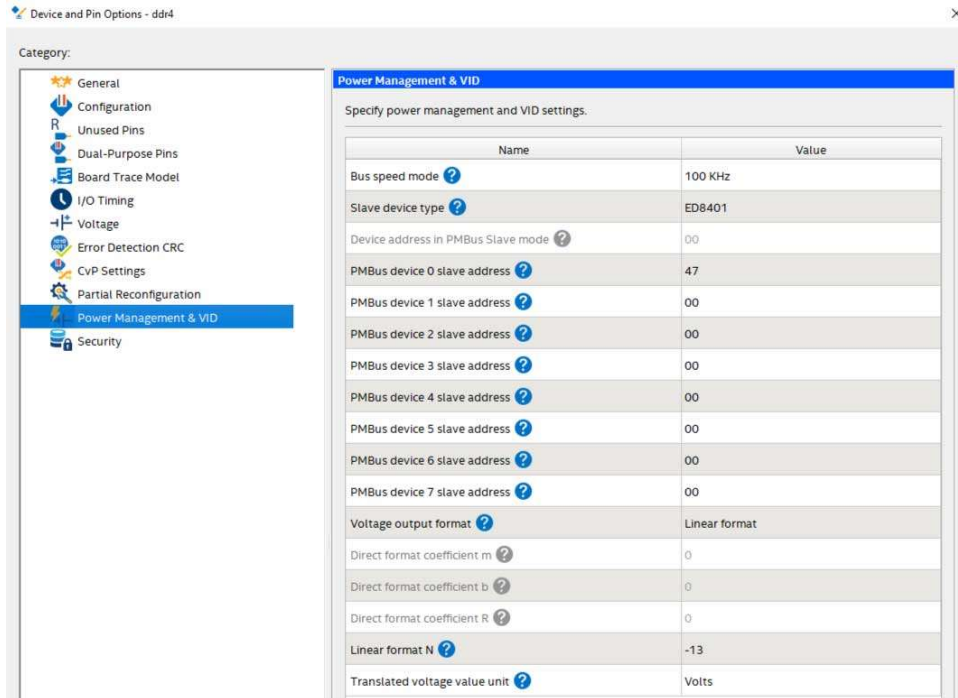 Device and Pin Options - ddr4
Category:
General
Configuration
Unused Pins
Dual-Purpose Pins
Board Trace Model
I/O Timing
Voltage
Error Detection CRC
CvP Settings
Partial Reconfiguration
Power Management & VID
Security
Power Management & VID
Specify power management and VID settings.
Name Value
Bus speed mode 100 KHz
Slave device type ED8401
Device address in PMBus Slave mode 00
PMBus device 0 slave address 47
PMBus device 1 slave address 00
PMBus device 2 slave address 00
PMBus device 3 slave address 00
PMBus device 4 slave address 00
PMBus device 5 slave address 00
PMBus device 6 slave address 00
PMBus device 7 slave address 00
Voltage output format Linear format
Direct format coefficient m 0
Direct format coefficient b 0
Direct format coefficient R 0
Linear format N -13
Translated voltage value unit Volts